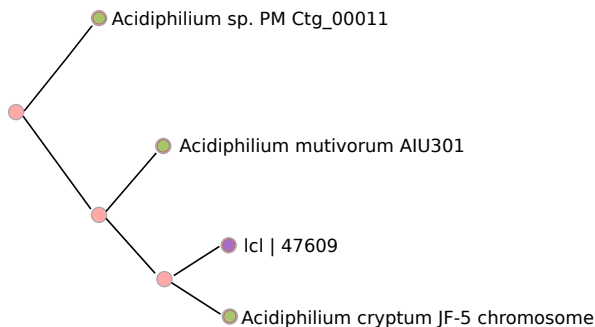 Acidiphilium sp. PM Ctg_00011
Acidiphilium mutivorum AIU301
lcl | 47609
Acidiphilium cryptum JF-5 chromosome